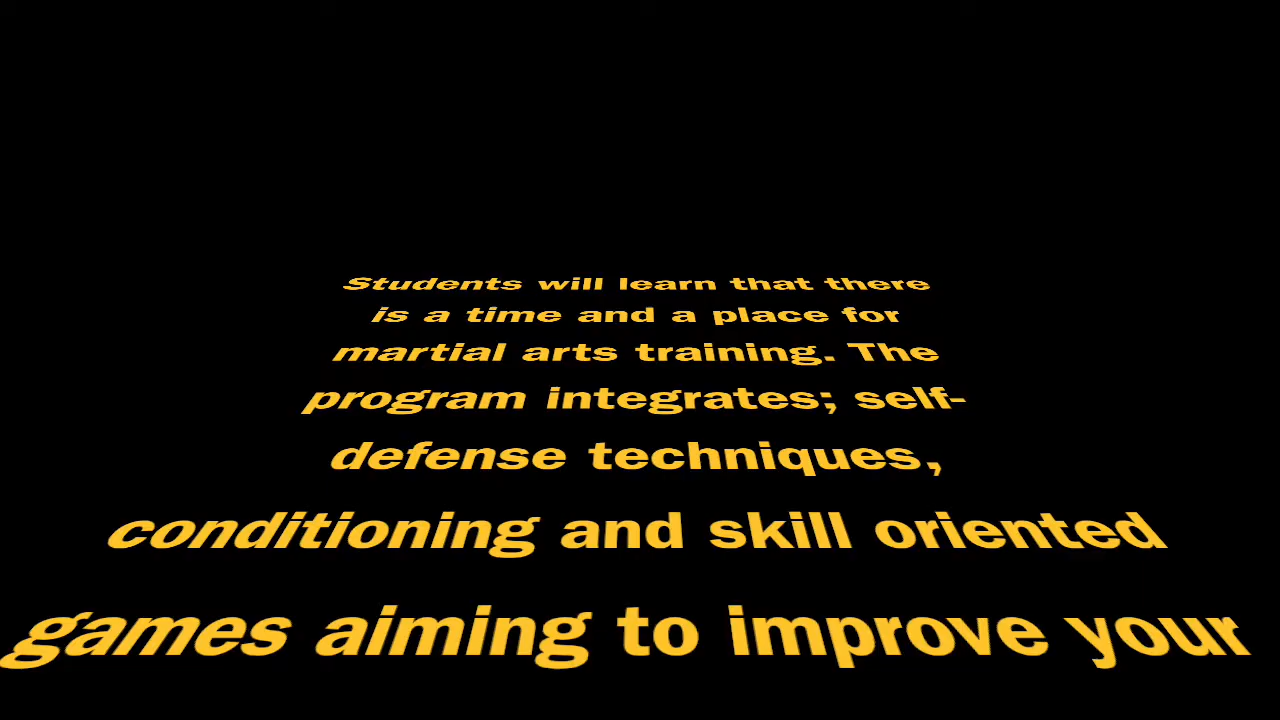 Students will learn that there
is a time and a place for
martial arts training. The
program integrates; self-
defense techniques,
conditioning and skill oriented
games aiming to improve your